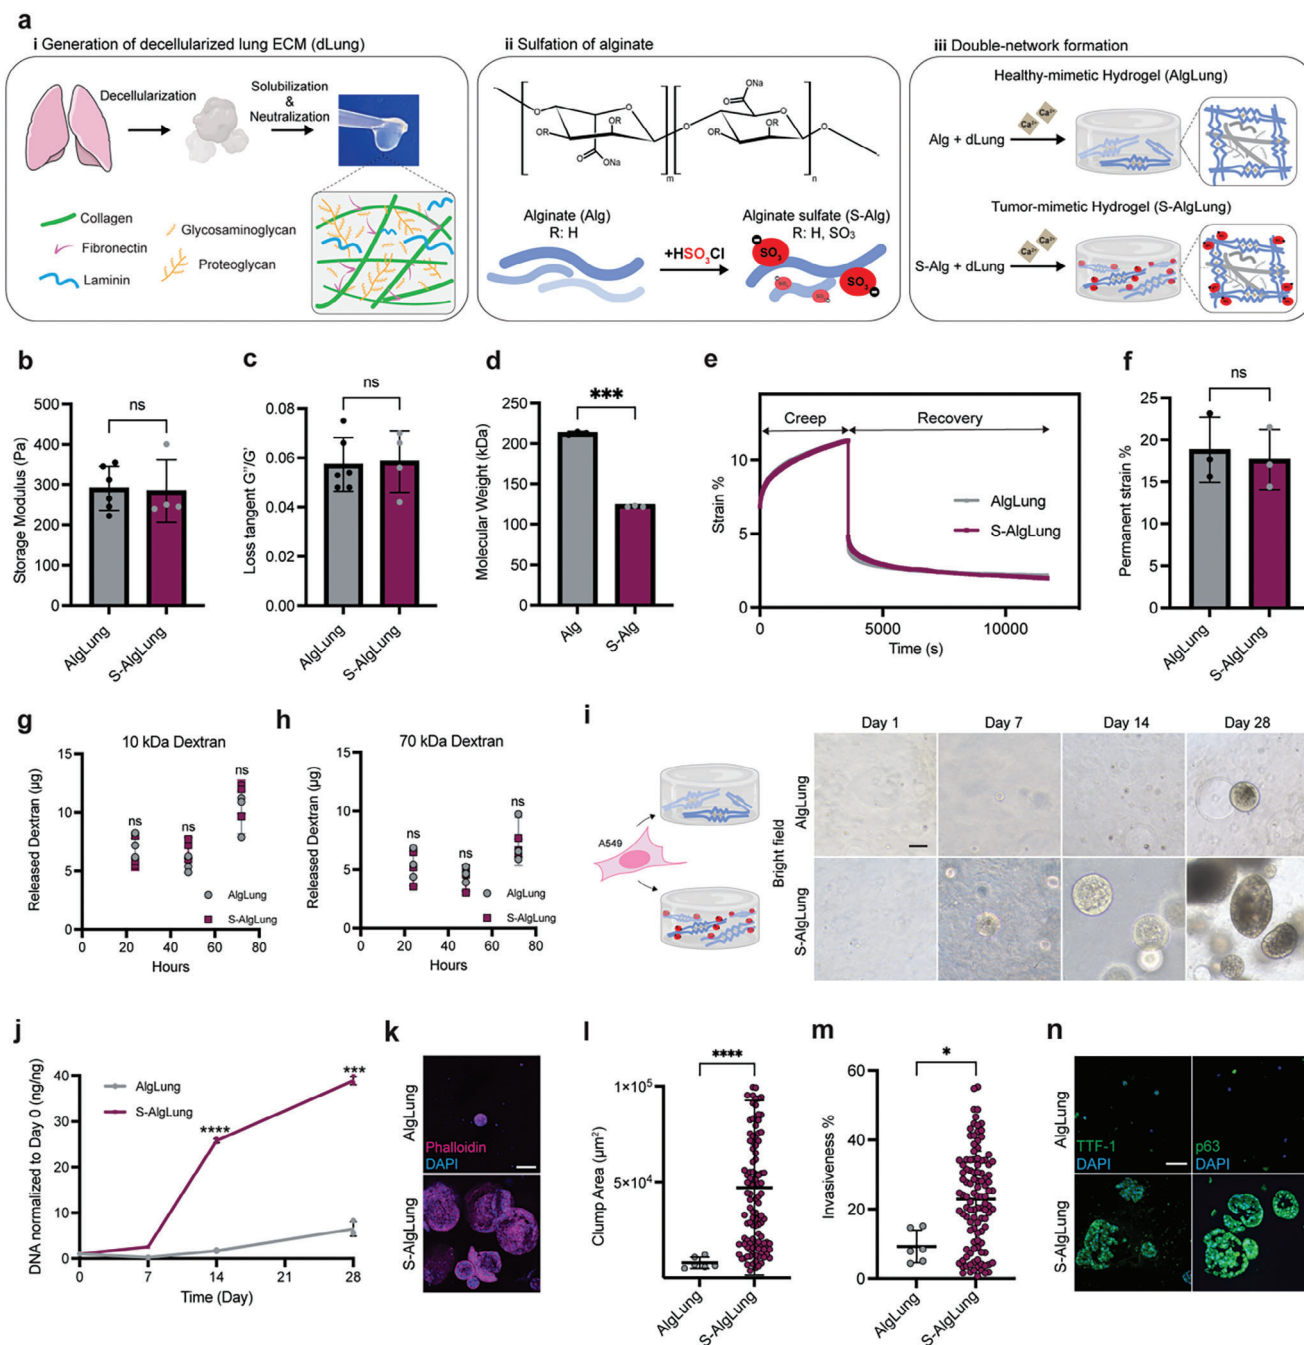 a
i Generation of decellularized lung ECM (dLung)
Decellularization
Solubilization
&
Neutralization
Collagen
Fibronectin
Laminin
Glycosaminoglycan
Proteoglycan
ii Sulfation of alginate
COONa
OR
OR
COONa
m
COONa
OR
OR
n
Alginate (Alg)
R: H
+HSO₃Cl
Alginate sulfate (S-Alg)
R: H, SO₃
SO₃
SO₃
iii Double-network formation
Healthy-mimetic Hydrogel (AlgLung)
Alg + dLung
Ca²⁺
Ca²⁺
Tumor-mimetic Hydrogel (S-AlgLung)
S-Alg + dLung
Ca²⁺
Ca²⁺
b
ns
Storage Modulus (Pa)
500
400
300
200
100
0
AlgLung
S-AlgLung
c
ns
Loss tangent G''/G'
0.08
0.06
0.04
0.02
0.00
AlgLung
S-AlgLung
d
***
Molecular Weight (kDa)
250
200
150
100
50
0
Alg
S-Alg
e
Creep
Recovery
Strain %
10
5
0
AlgLung
S-AlgLung
0
5000
10000
Time (s)
f
ns
Permanent strain %
25
20
15
10
5
0
AlgLung
S-AlgLung
g
10 kDa Dextran
Released Dextran (µg)
15
10
5
0
ns
ns
ns
AlgLung
S-AlgLung
0
20
40
60
80
Hours
h
70 kDa Dextran
Released Dextran (µg)
15
10
5
0
ns
ns
ns
AlgLung
S-AlgLung
0
20
40
60
80
Hours
i
A549
Bright field
Day 1
Day 7
Day 14
Day 28
AlgLung
S-AlgLung
j
DNA normalized to Day 0 (ng/ng)
40
30
20
10
0
AlgLung
S-AlgLung
****
***
0
7
14
21
28
Time (Day)
k
AlgLung
S-AlgLung
Phalloidin
DAPI
l
****
Clump Area (µm²)
1×10⁵
5×10⁴
AlgLung
S-AlgLung
m
*
Invasiveness %
60
40
20
0
AlgLung
S-AlgLung
n
AlgLung
S-AlgLung
TTF-1
DAPI
p63
DAPI